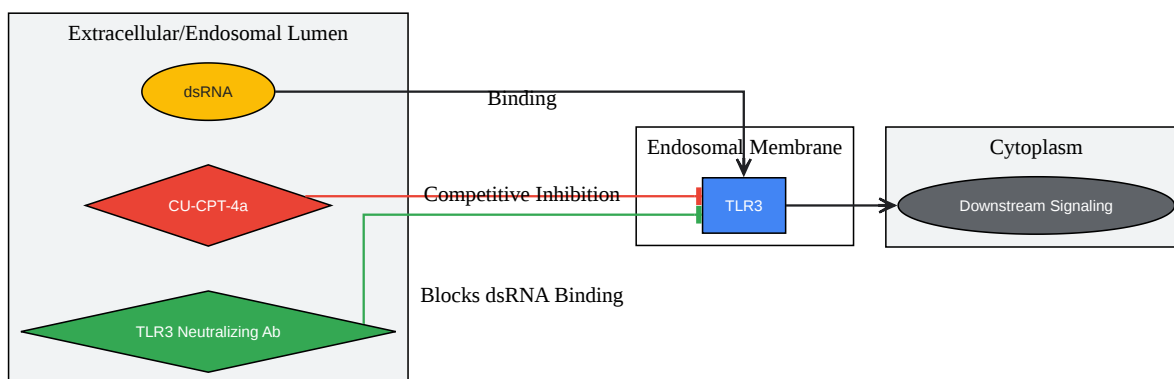 Extracellular/Endosomal Lumen
dsRNA
Binding
Endosomal Membrane
Cytoplasm
CU-CPT-4a
Competitive Inhibition
TLR3
Downstream Signaling
Blocks dsRNA Binding
TLR3 Neutralizing Ab